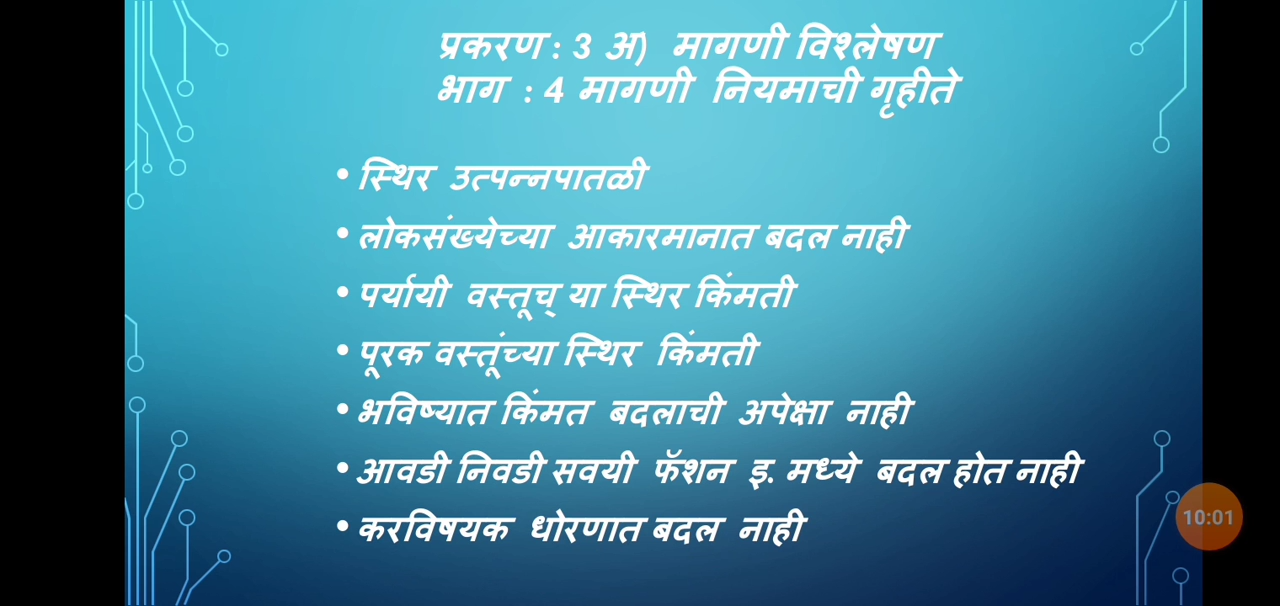 प्रकरण : 3 अ) मागणी विश्लेषण
भाग : 4 मागणी नियमाची गृहीते
• स्थिर उत्पन्नपातळी
• लोकसंख्येच्या आकारमानात बदल नाही
• पर्यायी वस्तूच् या स्थिर किंमती
• पूरक वस्तूंच्या स्थिर किंमती
• भविष्यात किंमत बदलाची अपेक्षा नाही
• आवडी निवडी सवयी फॅशन इ. मध्ये बदल होत नाही
• करविषयक धोरणात बदल नाही
10:01